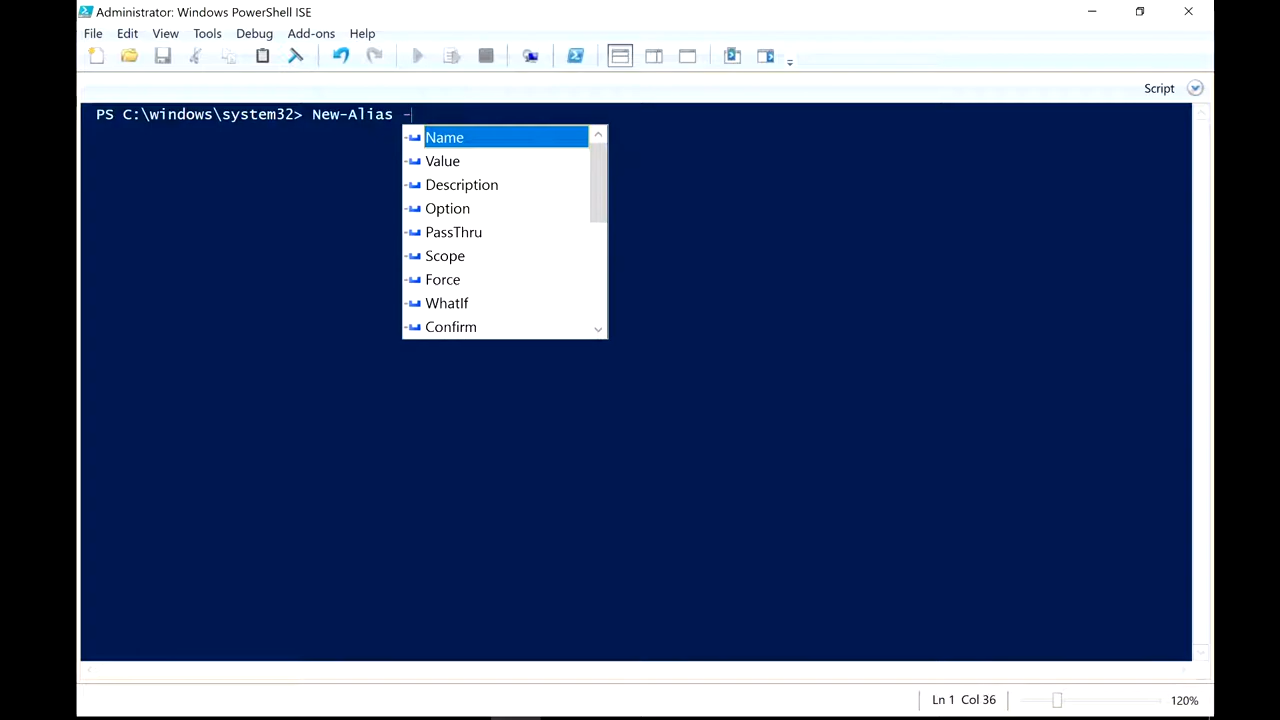 Administrator: Windows PowerShell ISE
File Edit View Tools Debug Add-ons Help
Script
PS C:\windows\system32> New-Alias -
Name
Value
Description
Option
PassThru
Scope
Force
WhatIf
Confirm
Ln 1 Col 36 120%